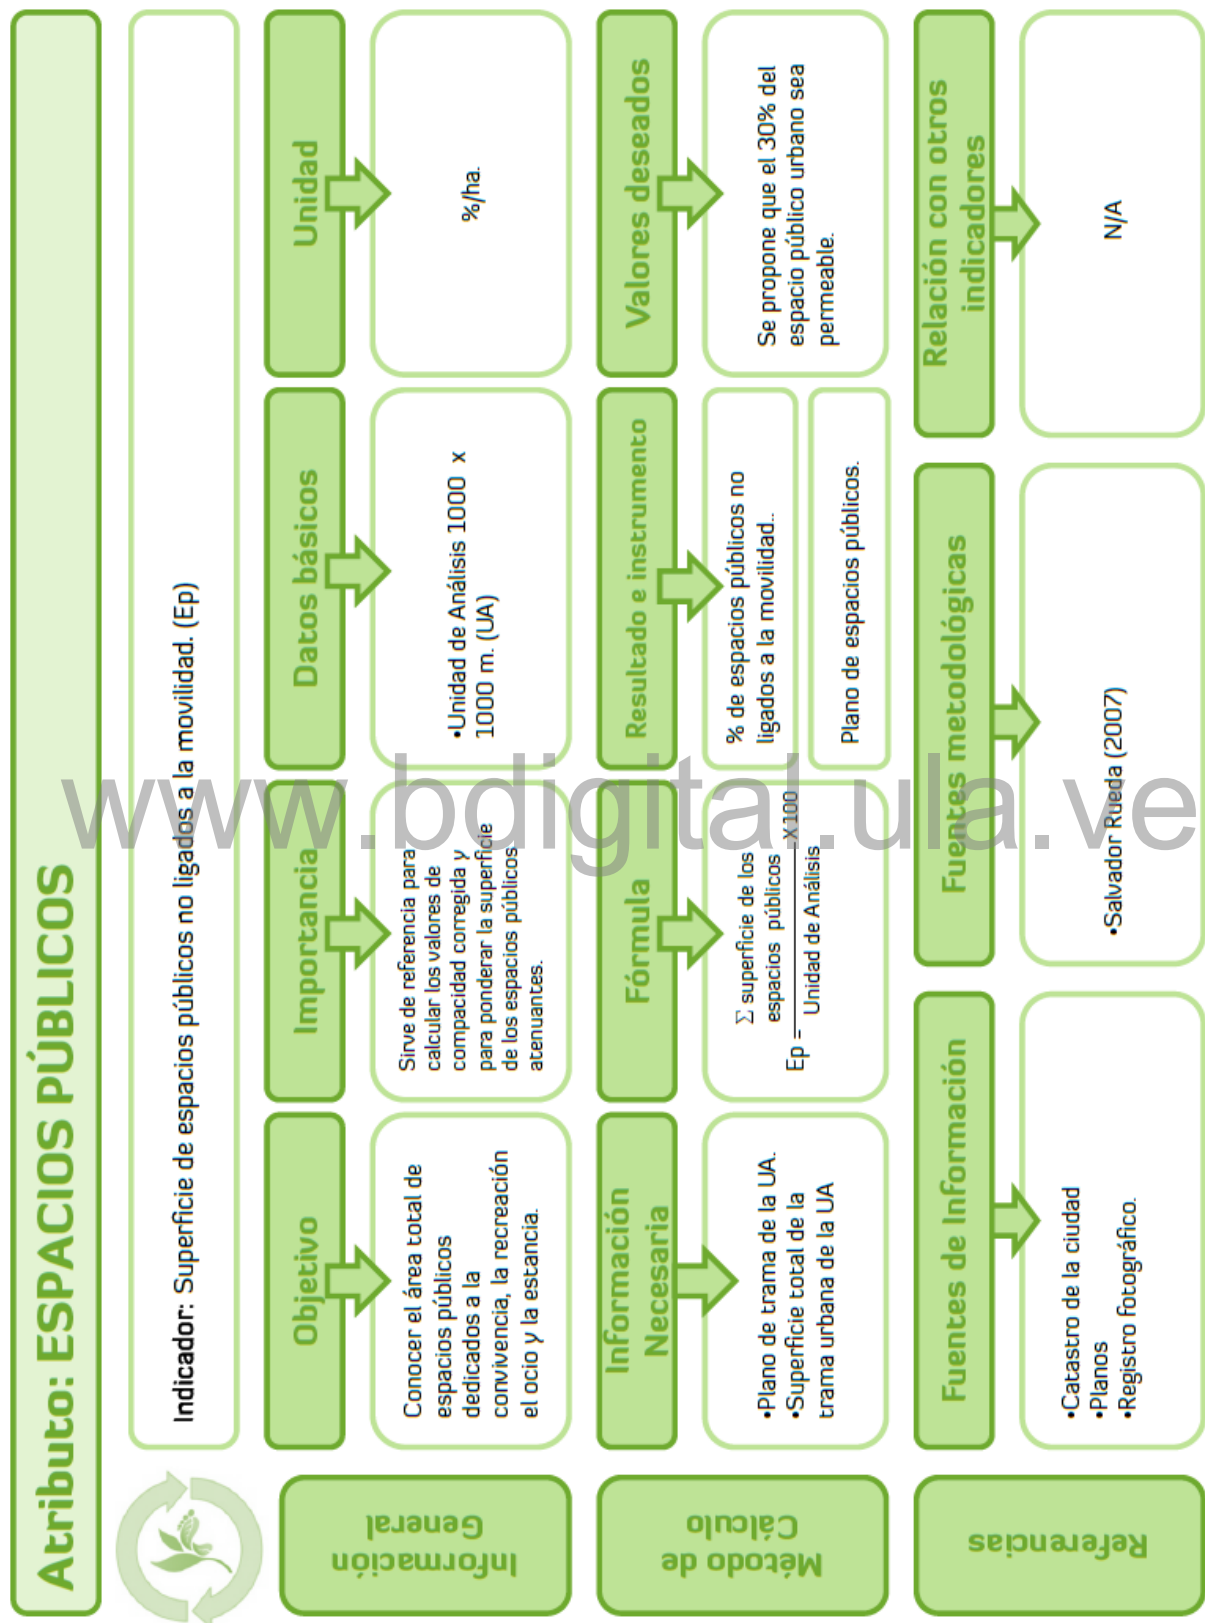 Atributo: ESPACIOS PÚBLICOS
Indicador: Superficie de espacios públicos no ligados a la movilidad. (Ep)
Información
General
Objetivo
Conocer el área total de
espacios públicos
dedicados a la
convivencia, la recreación
el ocio y la estancia.
Importancia
Sirve de referencia para
calcular los valores de
compacidad corregida y
para ponderar la superficie
de los espacios públicos
atenuantes.
Datos básicos
•Unidad de Análisis 1000 x
1000 m. (UA)
Unidad
%/ha.
Método de
Cálculo
Información
Necesaria
•Plano de trama de la UA.
•Superficie total de la
trama urbana de la UA
Fórmula
∑ superficie de los
espacios públicos
Ep = X100
Unidad de Análisis
Resultado e instrumento
% de espacios públicos no
ligados a la movilidad..
Plano de espacios públicos.
Valores deseados
Se propone que el 30% del
espacio público urbano sea
permeable.
Referencias
Fuentes de Información
•Catastro de la ciudad
•Planos
•Registro fotográfico.
Fuentes metodológicas
•Salvador Rueda (2007)
Relación con otros
indicadores
N/A
www.bdigital.ula.ve